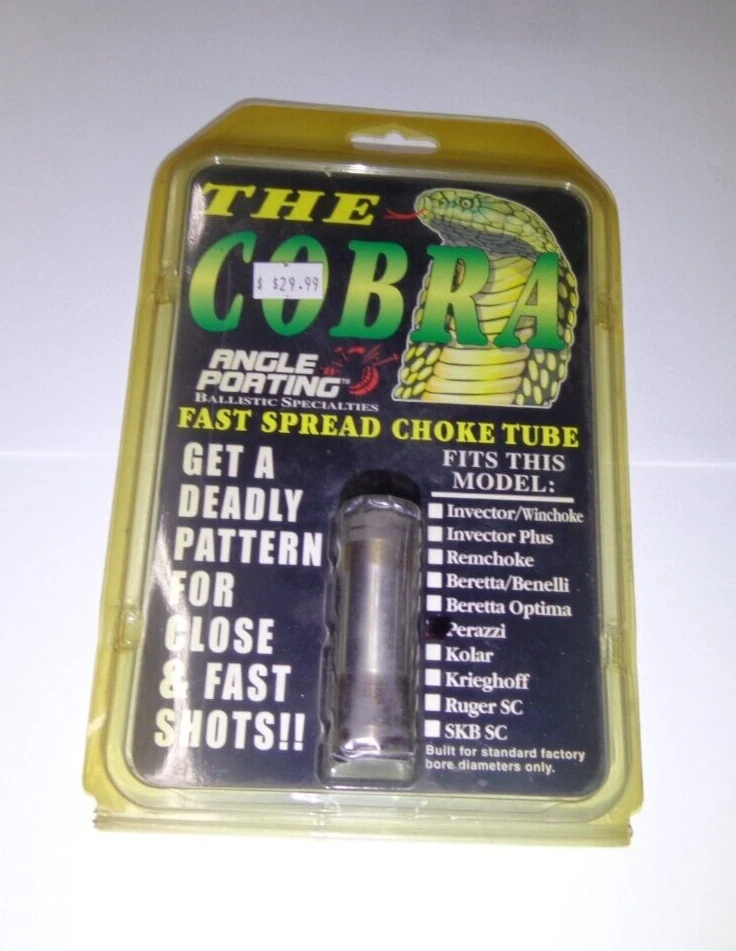 THE
COBRA
$ $29.99
ANGLE
PORTING™
BALLISTIC SPECIALTIES
FAST SPREAD CHOKE TUBE
GET A
DEADLY
PATTERN
FOR
CLOSE
& FAST
SHOTS!!
FITS THIS
MODEL:
Invector/Winchoke
Invector Plus
Remchoke
Beretta/Benelli
Beretta Optima
Perazzi
Kolar
Krieghoff
Ruger SC
SKB SC
Built for standard factory
bore diameters only.